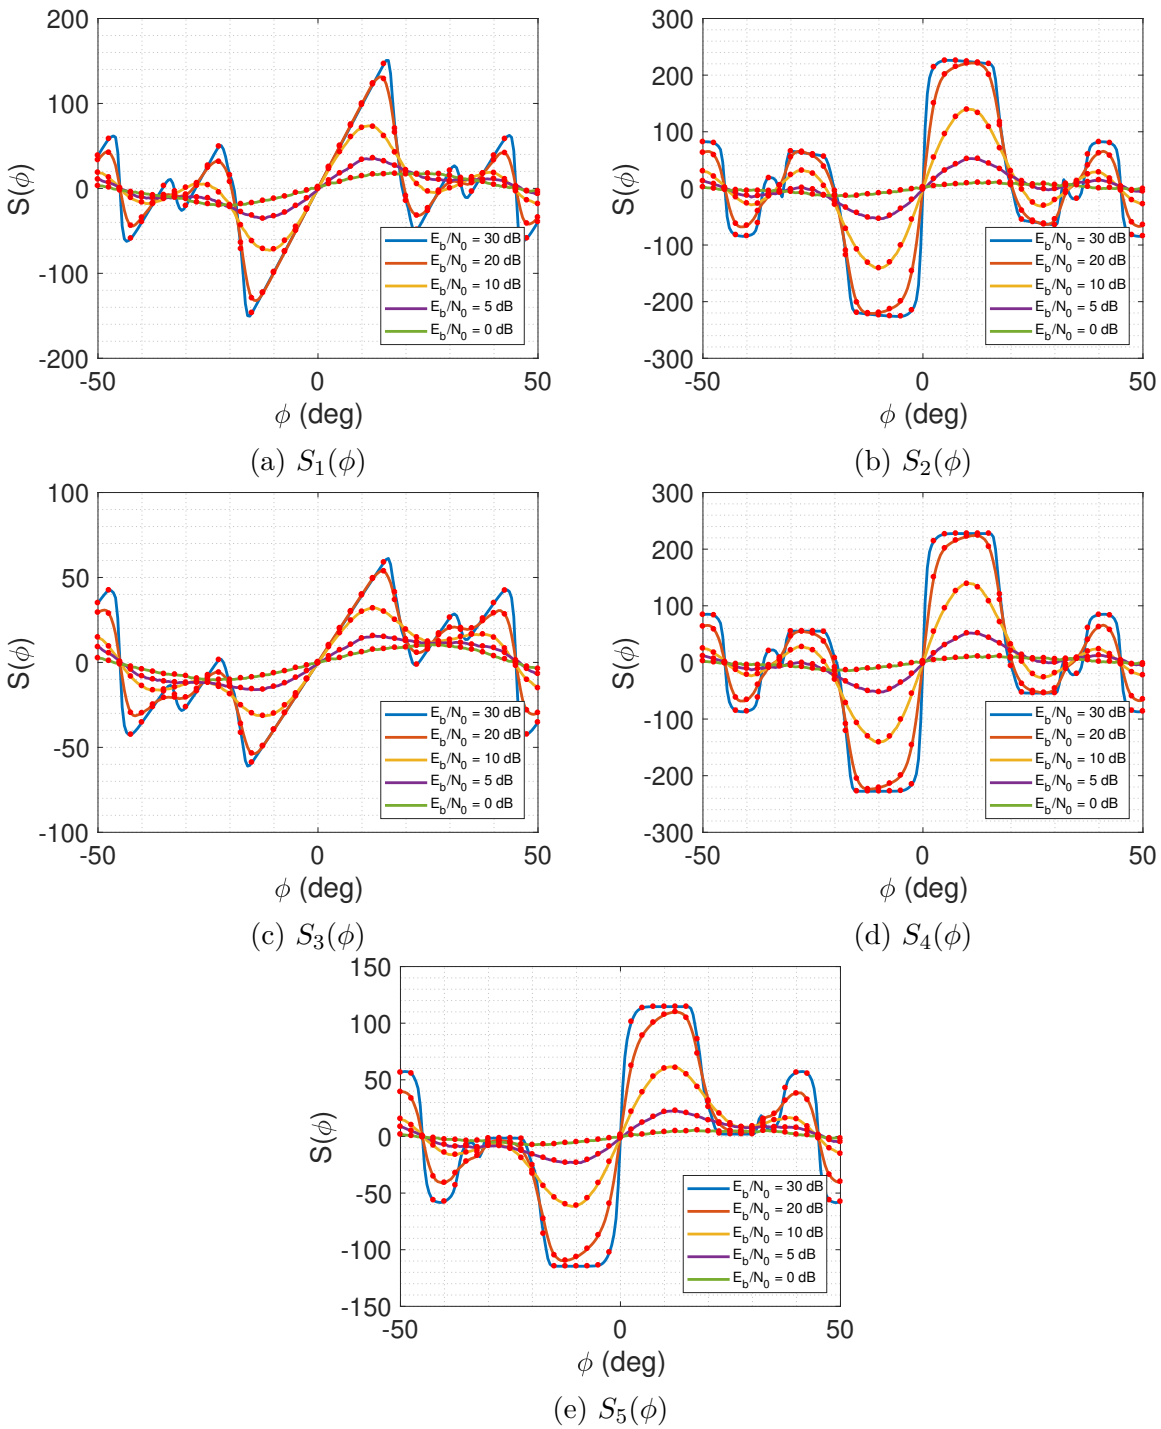 200
100
0
-100
-200
S(ϕ)
-50
0
50
ϕ (deg)
E_b/N_0 = 30 dB
E_b/N_0 = 20 dB
E_b/N_0 = 10 dB
E_b/N_0 = 5 dB
E_b/N_0 = 0 dB
(a) S_1(ϕ)
300
200
100
0
-100
-200
-300
S(ϕ)
-50
0
50
ϕ (deg)
E_b/N_0 = 30 dB
E_b/N_0 = 20 dB
E_b/N_0 = 10 dB
E_b/N_0 = 5 dB
E_b/N_0 = 0 dB
(b) S_2(ϕ)
100
50
0
-50
-100
S(ϕ)
-50
0
50
ϕ (deg)
E_b/N_0 = 30 dB
E_b/N_0 = 20 dB
E_b/N_0 = 10 dB
E_b/N_0 = 5 dB
E_b/N_0 = 0 dB
(c) S_3(ϕ)
300
200
100
0
-100
-200
-300
S(ϕ)
-50
0
50
ϕ (deg)
E_b/N_0 = 30 dB
E_b/N_0 = 20 dB
E_b/N_0 = 10 dB
E_b/N_0 = 5 dB
E_b/N_0 = 0 dB
(d) S_4(ϕ)
150
100
50
0
-50
-100
-150
S(ϕ)
-50
0
50
ϕ (deg)
E_b/N_0 = 30 dB
E_b/N_0 = 20 dB
E_b/N_0 = 10 dB
E_b/N_0 = 5 dB
E_b/N_0 = 0 dB
(e) S_5(ϕ)